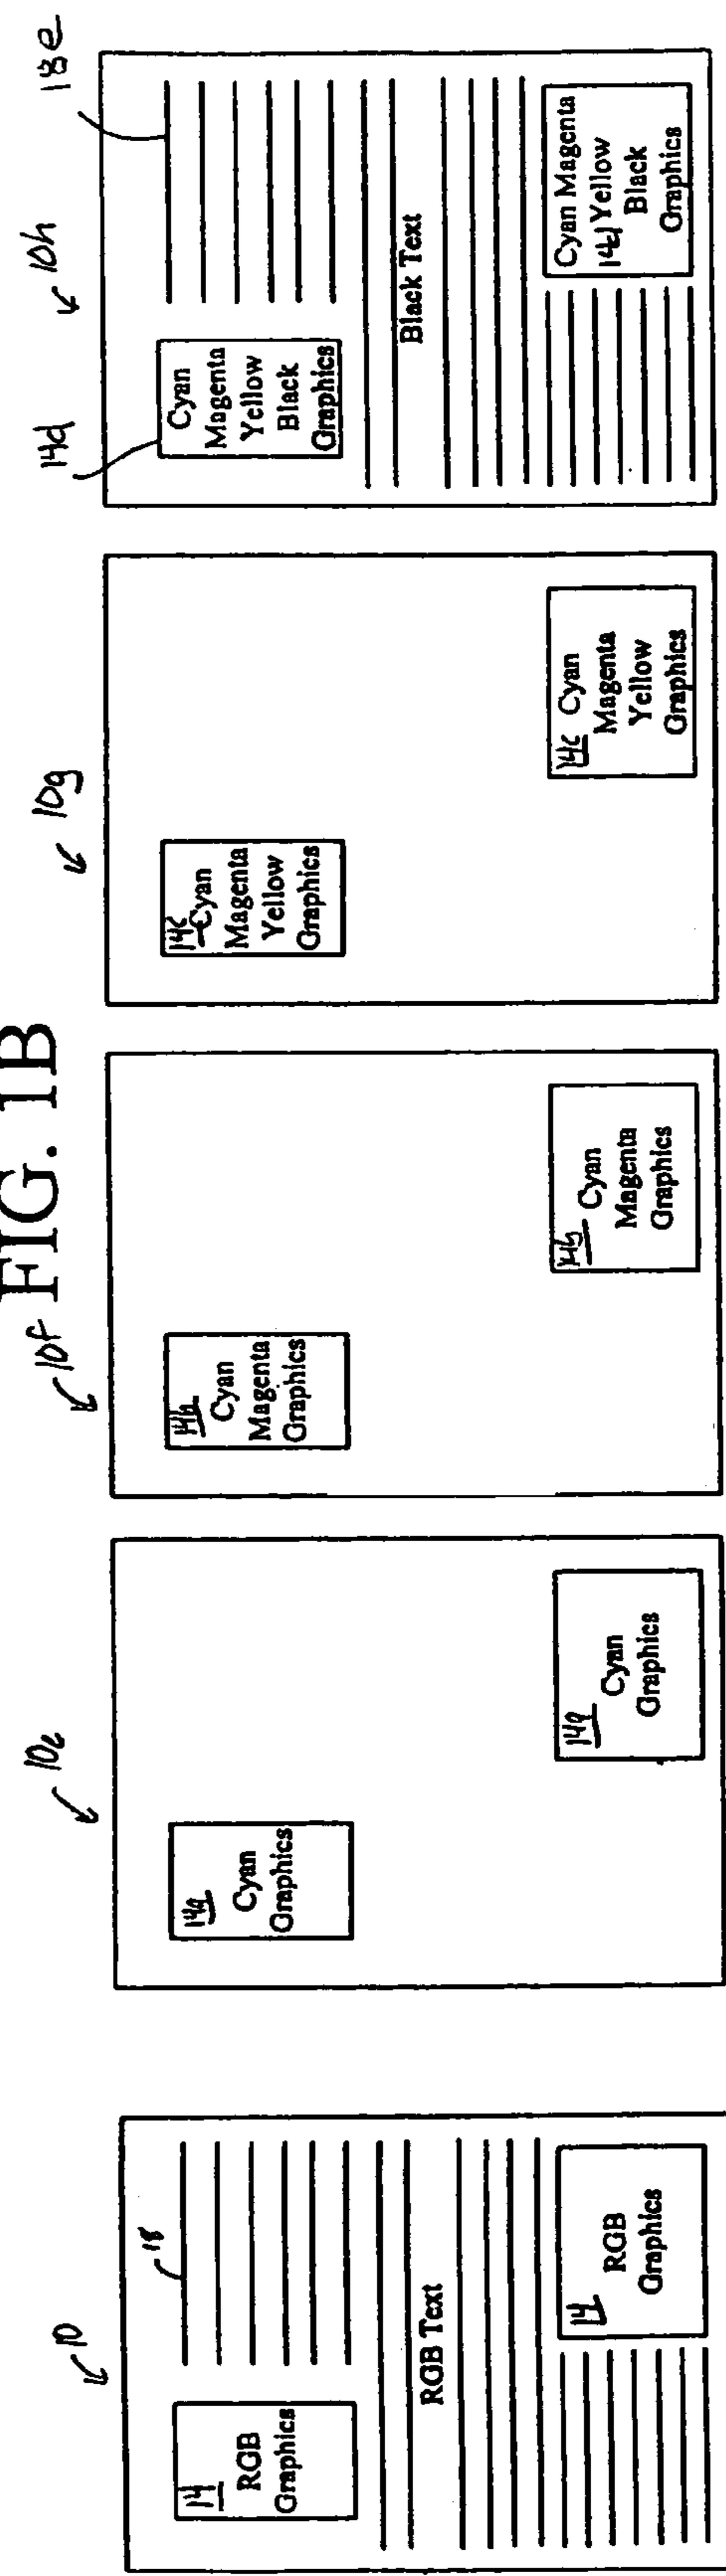 FIG. 1B
10
14
RGB
Graphics
18
RGB Text
14
RGB
Graphics
10e
14a
Cyan
Graphics
14a
Cyan
Graphics
10f
14b
Cyan
Magenta
Graphics
14b
Cyan
Magenta
Graphics
10g
14c
Cyan
Magenta
Yellow
Graphics
14c Cyan
Magenta
Yellow
Graphics
10h
14d
18e
Cyan
Magenta
Yellow
Black
Graphics
Black Text
Cyan Magenta
14d Yellow
Black
Graphics